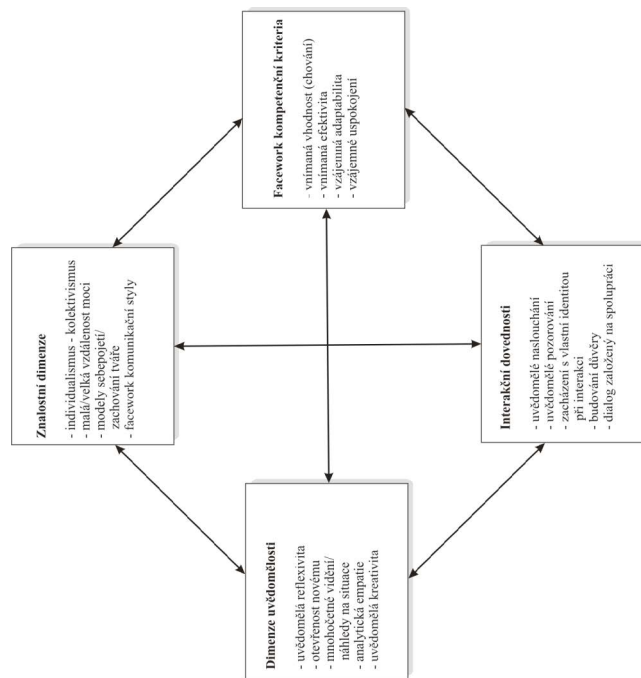 Dimenze uvědomělosti
- uvědomělá reflexivita
- otevřenost novému
- mnohočetné vidění/
náhledy na situace
- analytická empatie
- uvědomělá kreativita
Interakční dovednosti
- uvědomělé naslouchání
- uvědomělé pozorování
- zacházení s vlastní identitou
při interakci
- budování důvěry
- dialog založený na spolupráci
Znalostní dimenze
- individualismus - kolektivismus
- malá/velká vzdálenost moci
- modely sebepojetí/
zachování tváře
- facework komunikační styly
Facework kompetenční kriteria
- vnímaná vhodnost (chování)
- vnímaná efektivita
- vzájemná adaptabilita
- vzájemné uspokojení